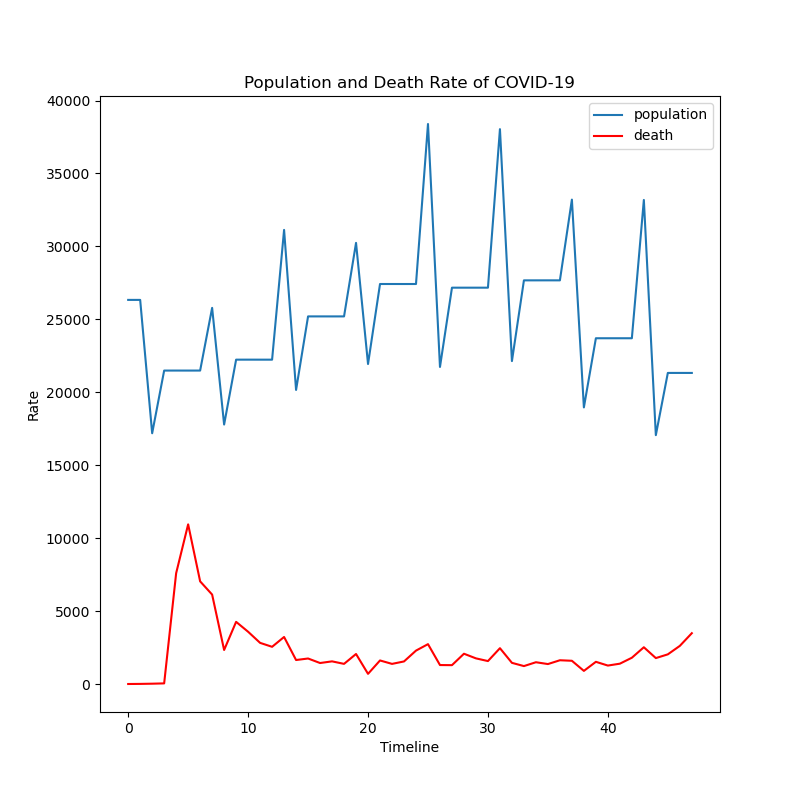 Population and Death Rate of COVID-19
population
death
40000
35000
30000
25000
20000
15000
10000
5000
0
Rate
0 10 20 30 40
Timeline